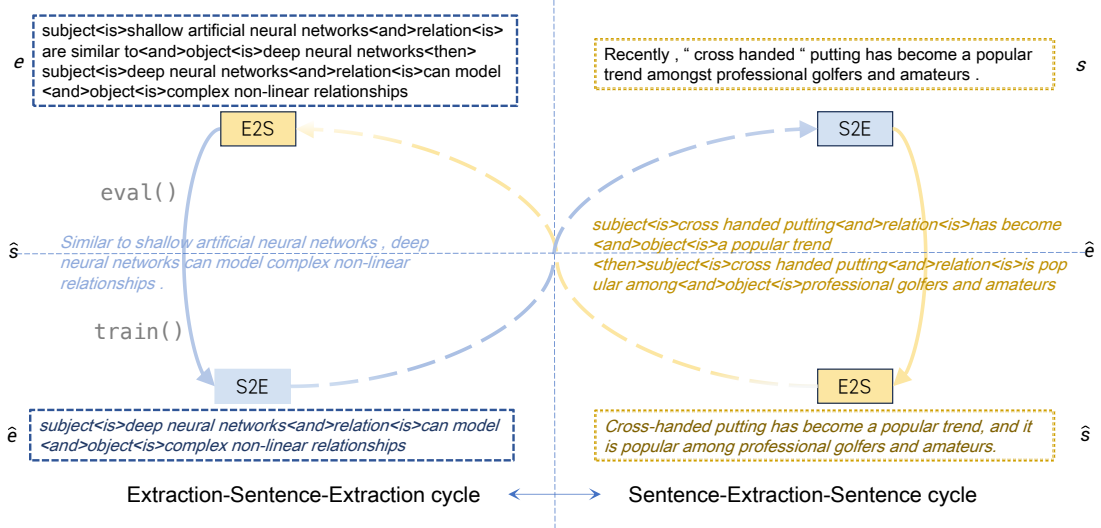 e
subject<is>shallow artificial neural networks<and>relation<is>
are similar to<and>object<is>deep neural networks<then>
subject<is>deep neural networks<and>relation<is>can model
<and>object<is>complex non-linear relationships
E2S
eval()
ŝ
Similar to shallow artificial neural networks , deep
neural networks can model complex non-linear
relationships .
train()
S2E
ê
subject<is>deep neural networks<and>relation<is>can model
<and>object<is>complex non-linear relationships
Extraction-Sentence-Extraction cycle
Recently , “ cross handed “ putting has become a popular
trend amongst professional golfers and amateurs .
s
S2E
subject<is>cross handed putting<and>relation<is>has become
<and>object<is>a popular trend
<then>subject<is>cross handed putting<and>relation<is>is pop
ular among<and>object<is>professional golfers and amateurs
ê
E2S
Cross-handed putting has become a popular trend, and it
is popular among professional golfers and amateurs.
ŝ
Sentence-Extraction-Sentence cycle